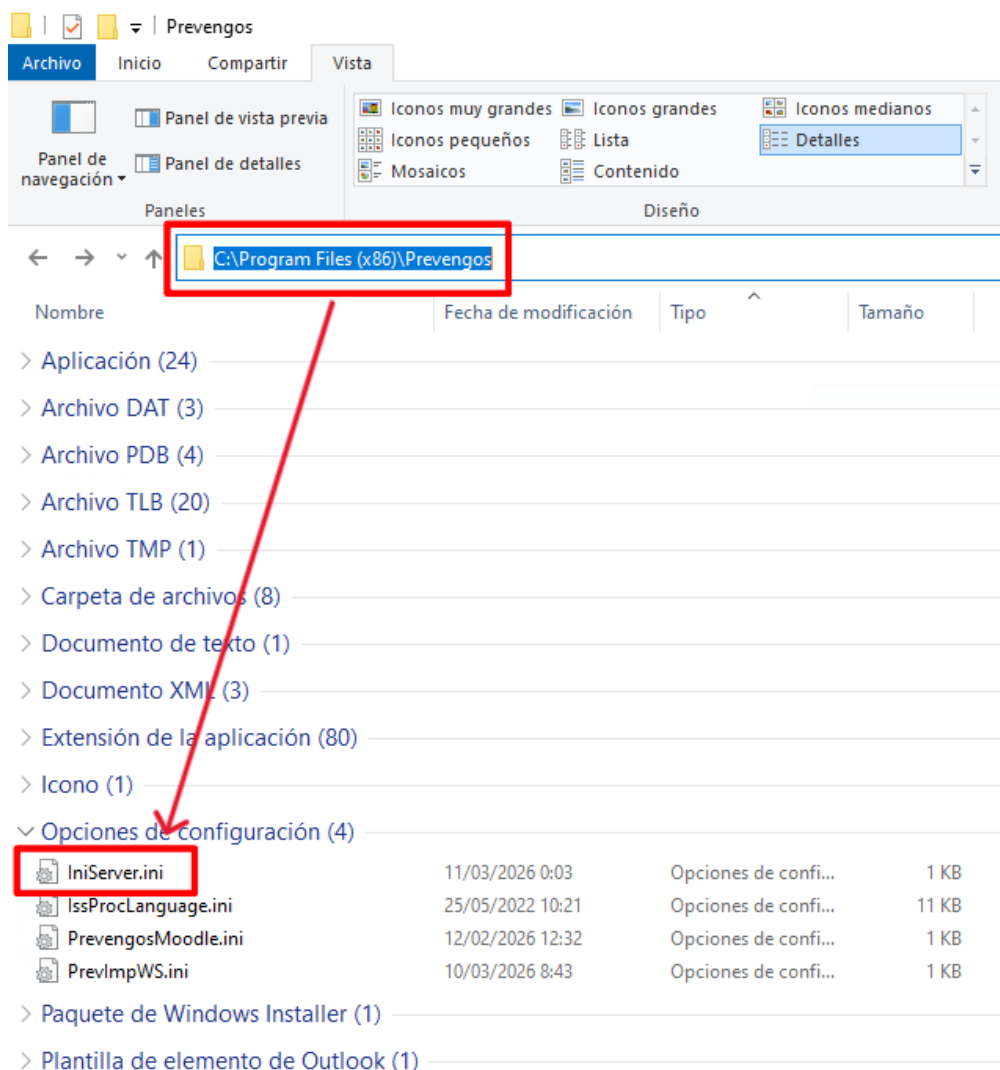 Prevengos
Archivo Inicio Compartir Vista
Iconos muy grandes Iconos grandes Iconos medianos
Panel de vista previa
Iconos pequeños Lista Detalles
Panel de navegación
Panel de detalles
Mosaicos Contenido
Paneles Diseño
C:\Program Files (x86)\Prevengos
Nombre Fecha de modificación Tipo Tamaño
Aplicación (24)
Archivo DAT (3)
Archivo PDB (4)
Archivo TLB (20)
Archivo TMP (1)
Carpeta de archivos (8)
Documento de texto (1)
Documento XML (3)
Extensión de la aplicación (80)
Icono (1)
Opciones de configuración (4)
IniServer.ini 11/03/2026 0:03 Opciones de confi... 1 KB
IssProcLanguage.ini 25/05/2022 10:21 Opciones de confi... 11 KB
PrevengosMoodle.ini 12/02/2026 12:32 Opciones de confi... 1 KB
PrevImpWS.ini 10/03/2026 8:43 Opciones de confi... 1 KB
Paquete de Windows Installer (1)
Plantilla de elemento de Outlook (1)